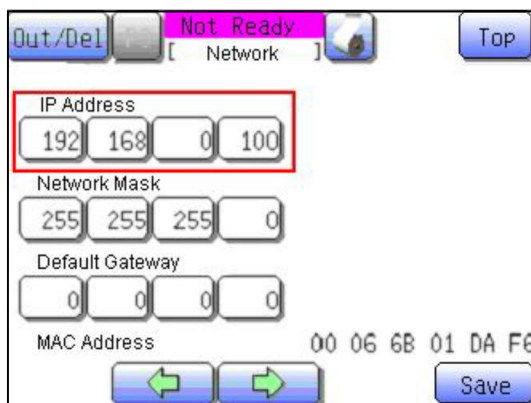 Out/Del Not Ready Top
[ Network ]
IP Address
192 168 0 100
Network Mask
255 255 255 0
Default Gateway
0 0 0 0
MAC Address 00 06 6B 01 DA F6
Save